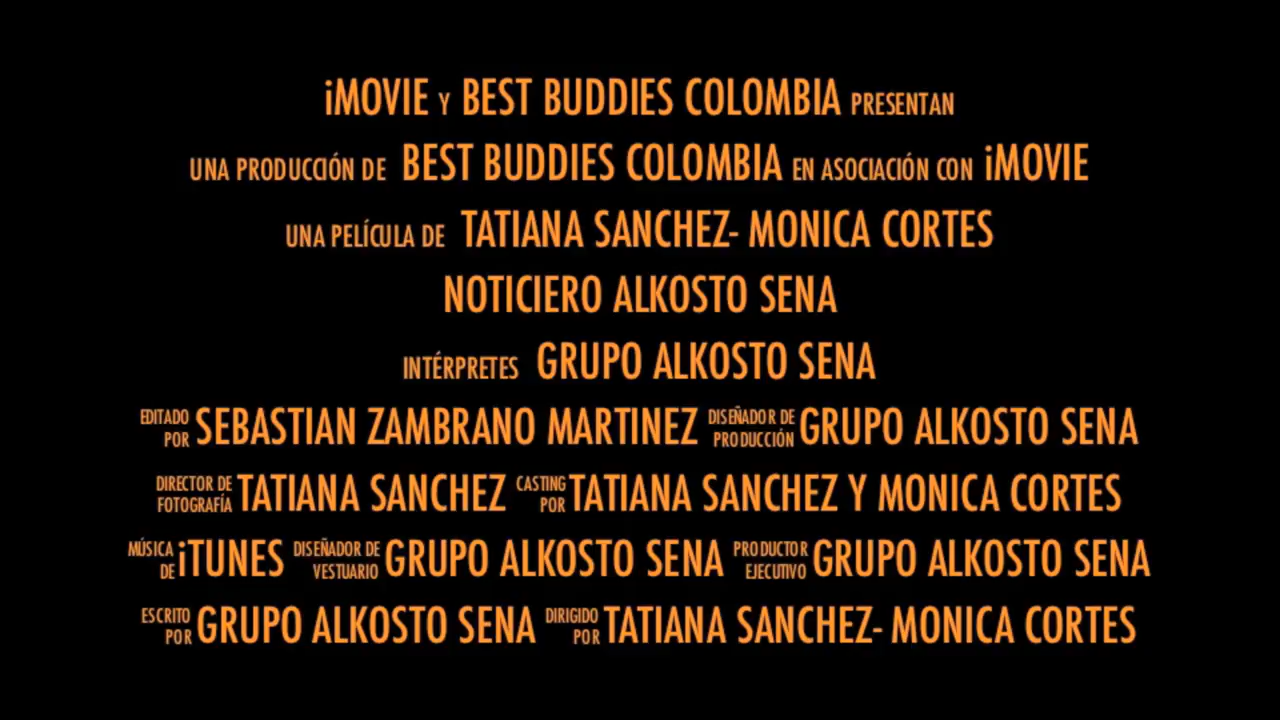 iMOVIE Y BEST BUDDIES COLOMBIA PRESENTAN
UNA PRODUCCIÓN DE BEST BUDDIES COLOMBIA EN ASOCIACIÓN CON iMOVIE
UNA PELÍCULA DE TATIANA SANCHEZ- MONICA CORTES
NOTICIERO ALKOSTO SENA
INTÉRPRETES GRUPO ALKOSTO SENA
EDITADO POR SEBASTIAN ZAMBRANO MARTINEZ DISEÑADOR DE PRODUCCIÓN GRUPO ALKOSTO SENA
DIRECTOR DE FOTOGRAFÍA TATIANA SANCHEZ CASTING POR TATIANA SANCHEZ Y MONICA CORTES
MÚSICA DE iTUNES DISEÑADOR DE VESTUARIO GRUPO ALKOSTO SENA PRODUCTOR EJECUTIVO GRUPO ALKOSTO SENA
ESCRITO POR GRUPO ALKOSTO SENA DIRIGIDO POR TATIANA SANCHEZ- MONICA CORTES